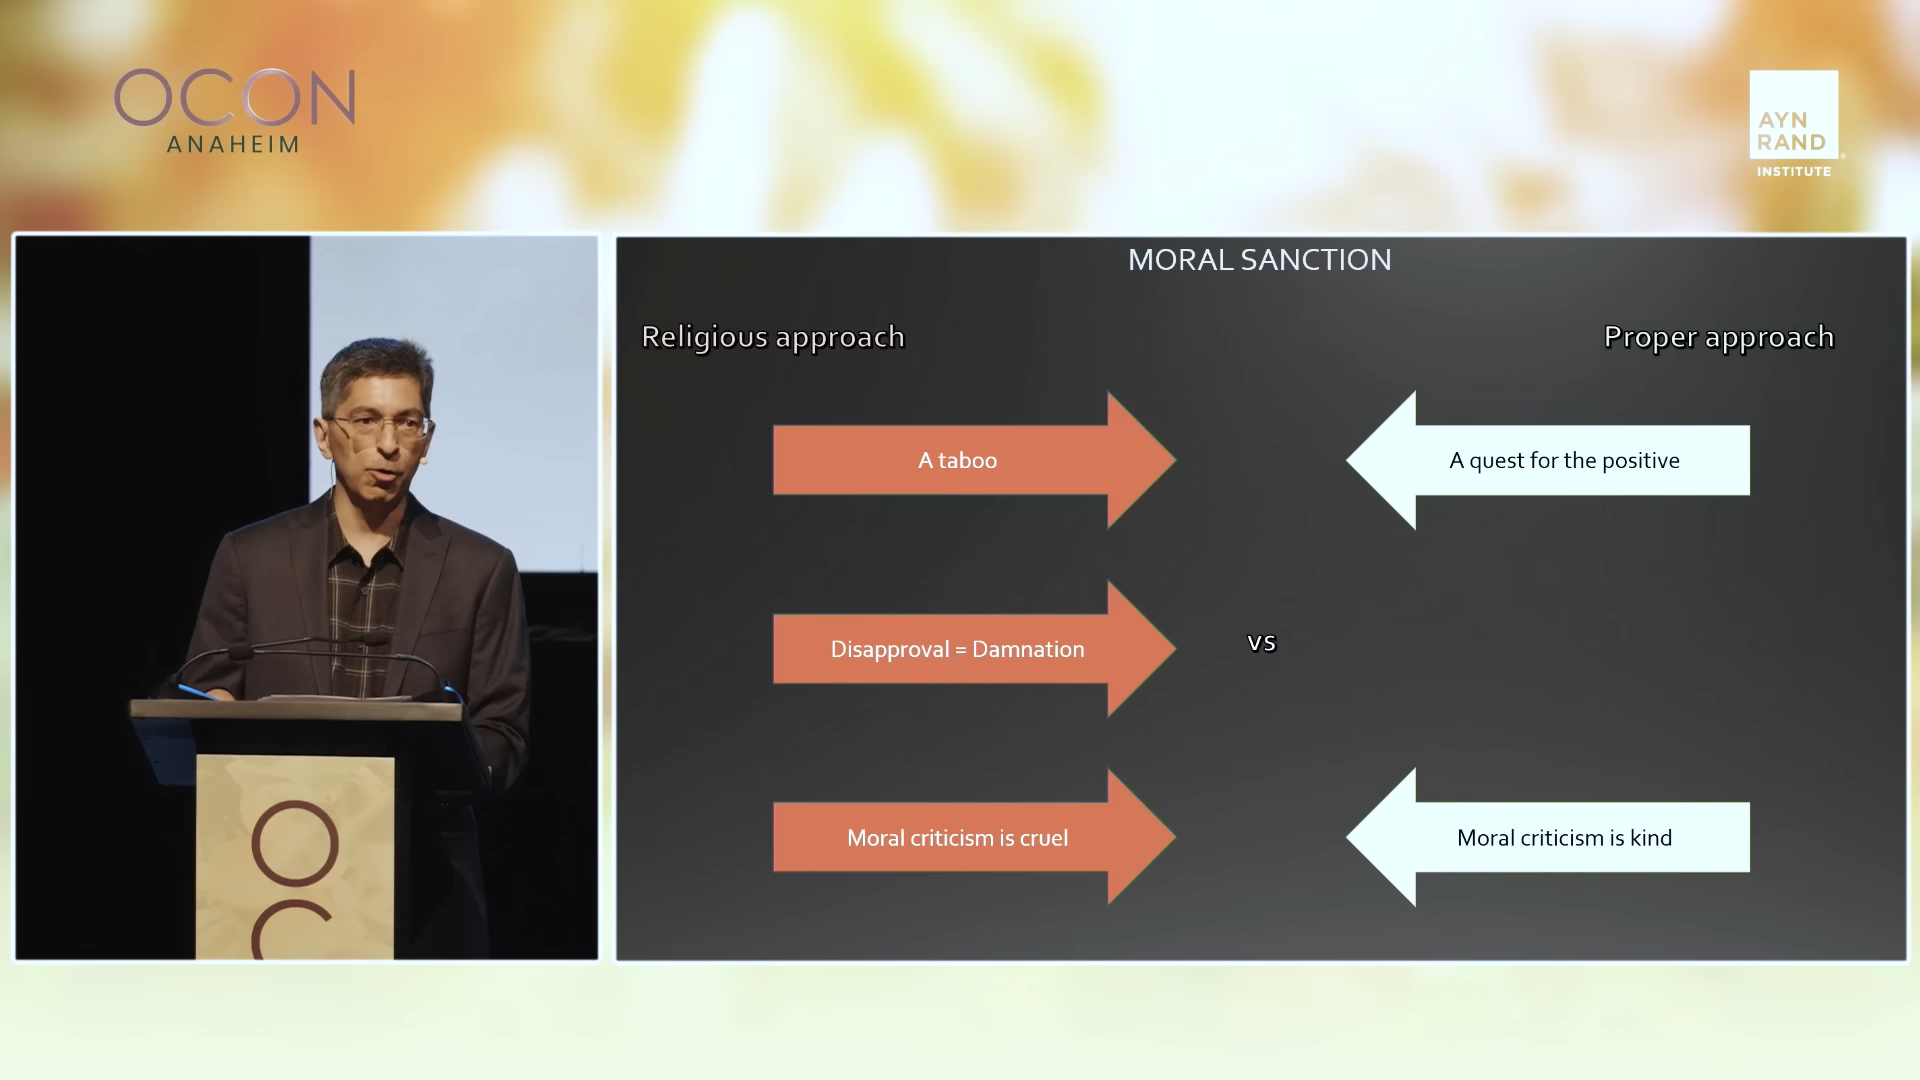 OCON
ANAHEIM
AYN
RAND
INSTITUTE
MORAL SANCTION
Religious approach
Proper approach
A taboo
A quest for the positive
Disapproval = Damnation
vs
Moral criticism is cruel
Moral criticism is kind
OC